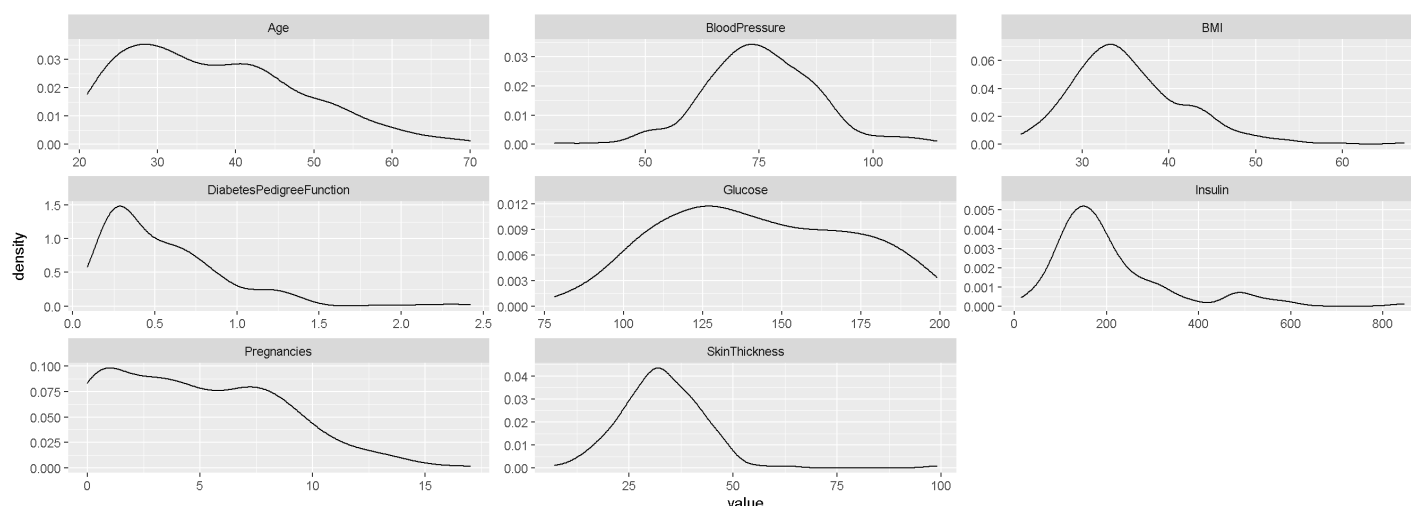 Age
BloodPressure
BMI
0.03
0.02
0.01
0.00
20 30 40 50 60 70
0.03
0.02
0.01
0.00
50 75 100
0.06
0.04
0.02
0.00
30 40 50 60
density
DiabetesPedigreeFunction
Glucose
Insulin
1.5
1.0
0.5
0.0
0.0 0.5 1.0 1.5 2.0 2.5
0.012
0.009
0.006
0.003
0.000
75 100 125 150 175 200
0.005
0.004
0.003
0.002
0.001
0.000
0 200 400 600 800
Pregnancies
SkinThickness
0.100
0.075
0.050
0.025
0.000
0 5 10 15
0.04
0.03
0.02
0.01
0.00
25 50 75 100
value